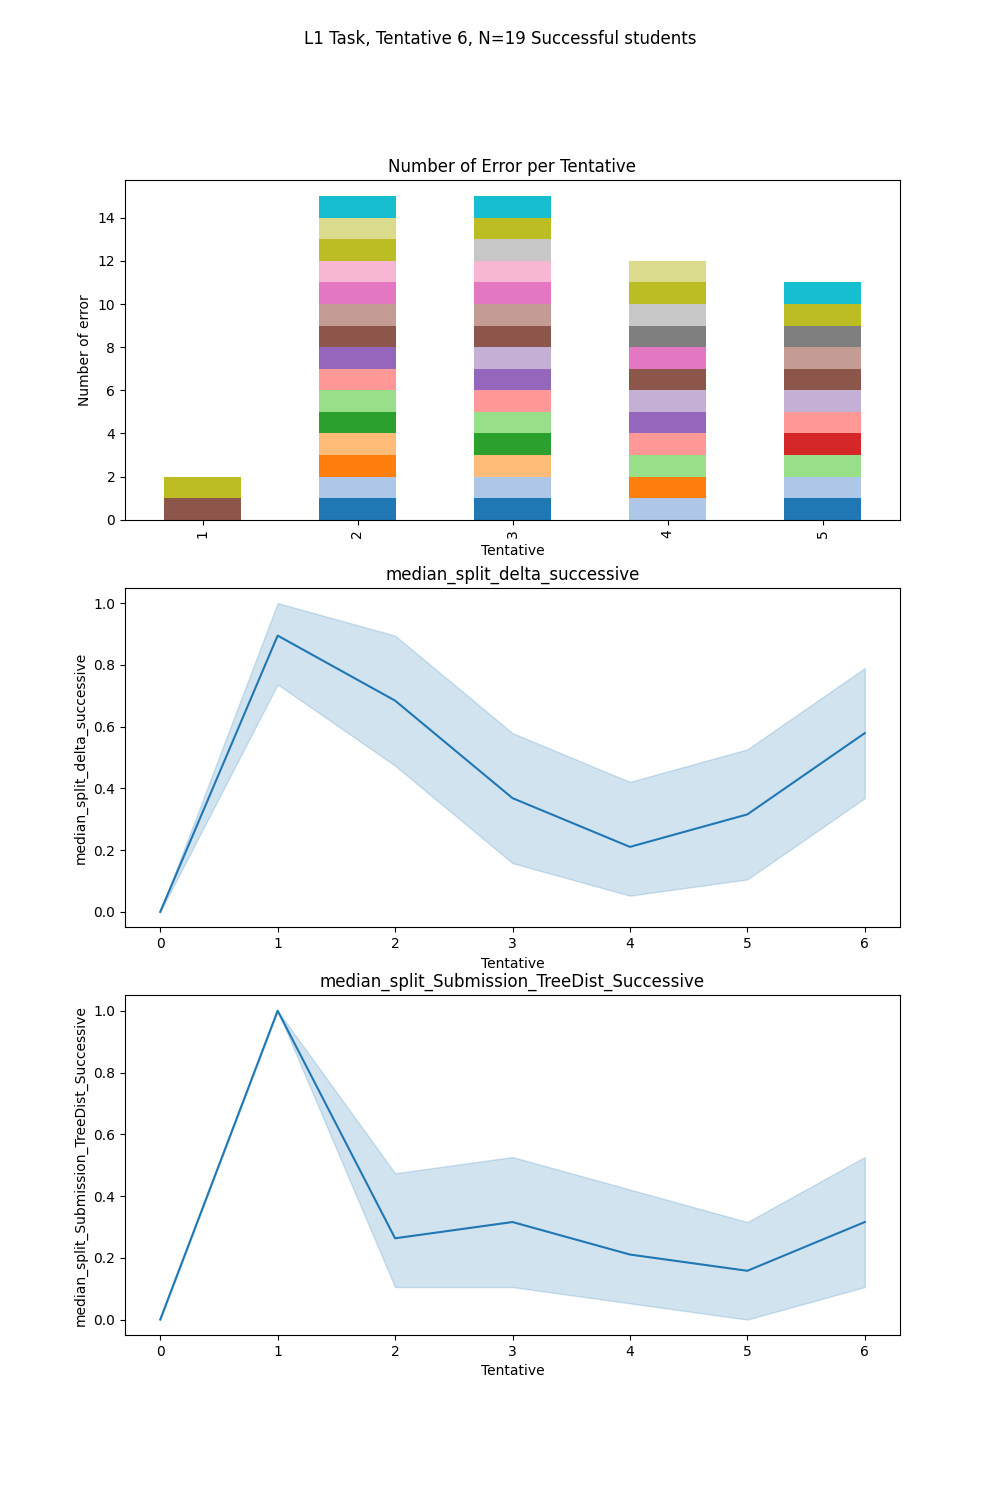 L1 Task, Tentative 6, N=19 Successful students
Number of Error per Tentative
Number of error
14
12
10
8
6
4
2
0
1 2 3 4 5
Tentative
median_split_delta_successive
median_split_delta_successive
1.0
0.8
0.6
0.4
0.2
0.0
0 1 2 3 4 5 6
Tentative
median_split_Submission_TreeDist_Successive
median_split_Submission_TreeDist_Successive
1.0
0.8
0.6
0.4
0.2
0.0
0 1 2 3 4 5 6
Tentative